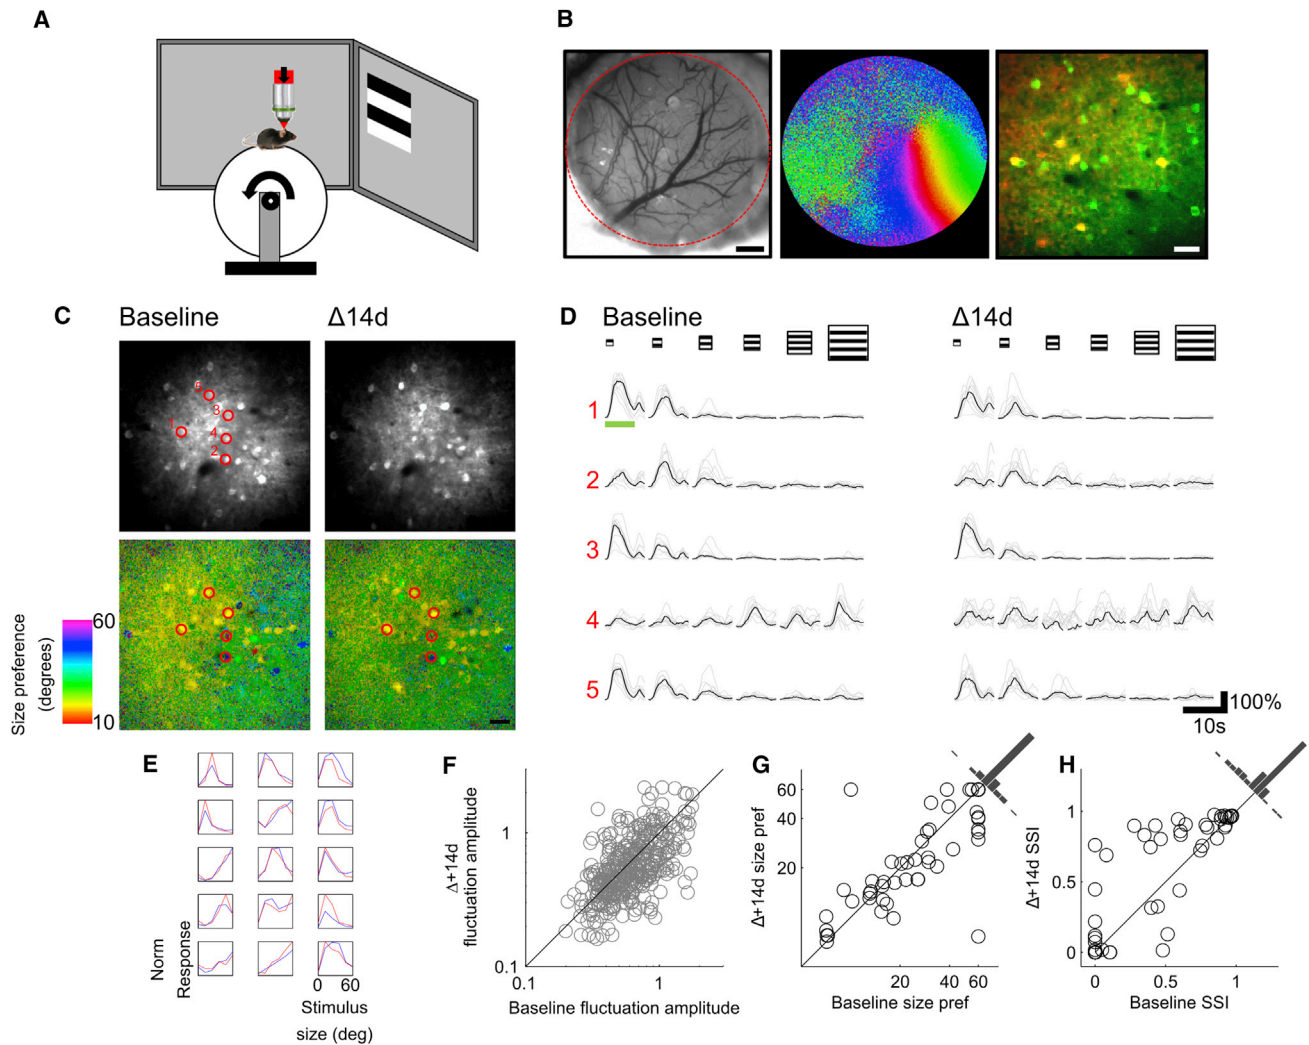 A
B
C
Baseline
Δ14d
5
3
1
4
2
60
10
Size preference
(degrees)
D
Baseline
Δ14d
1
2
3
4
5
100%
10s
E
Norm
Response
0 60
Stimulus
size (deg)
F
Δ+14d
fluctuation amplitude
1
0.1
0.1
1
Baseline fluctuation amplitude
G
Δ+14d size pref
60
40
20
20
40
60
Baseline size pref
H
Δ+14d SSI
1
0.5
0
0
0.5
1
Baseline SSI